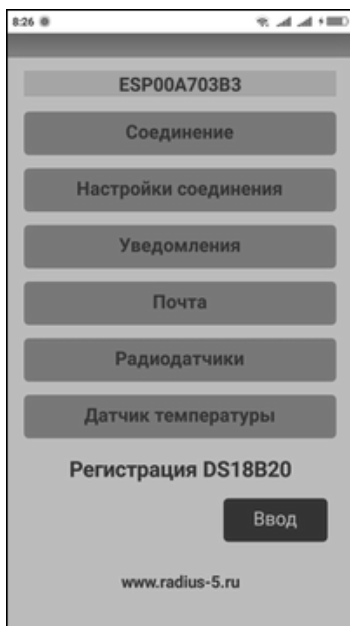 8:26
ESP00A703B3
Соединение
Настройки соединения
Уведомления
Почта
Радиодатчики
Датчик температуры
Регистрация DS18B20
Ввод
www.radius-5.ru